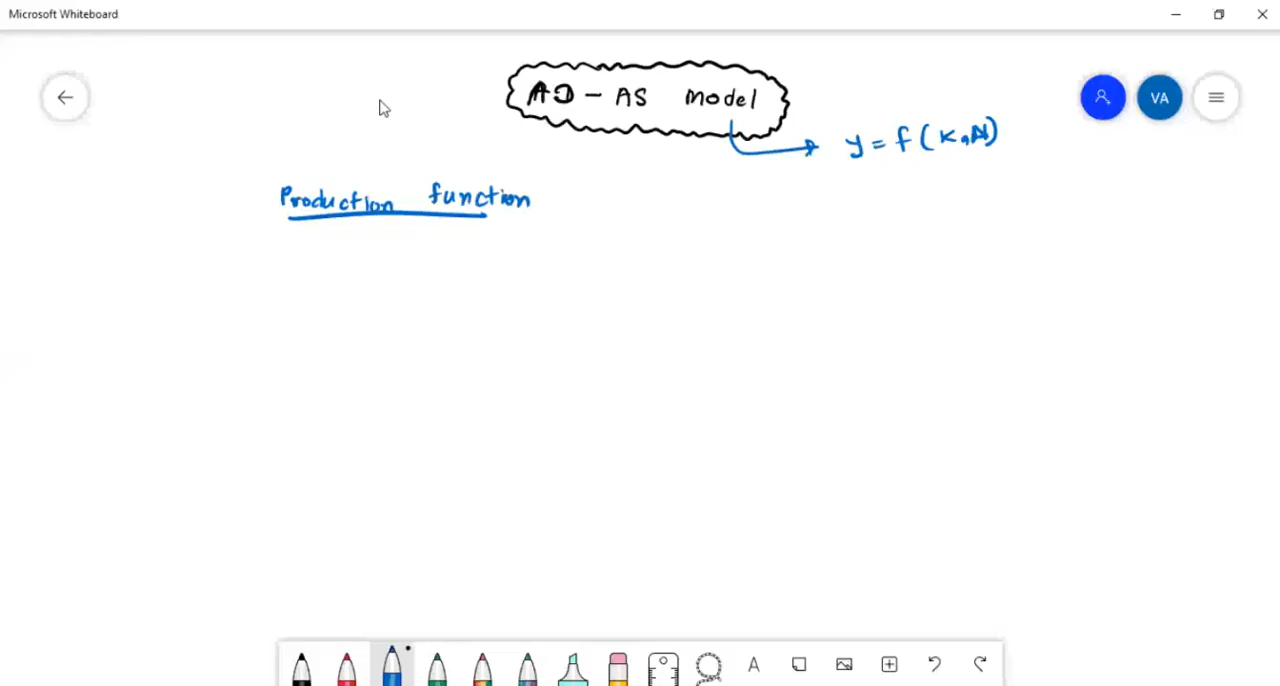 Microsoft Whiteboard
AD - AS Model
VA
y = f (K, N)
Production function
A